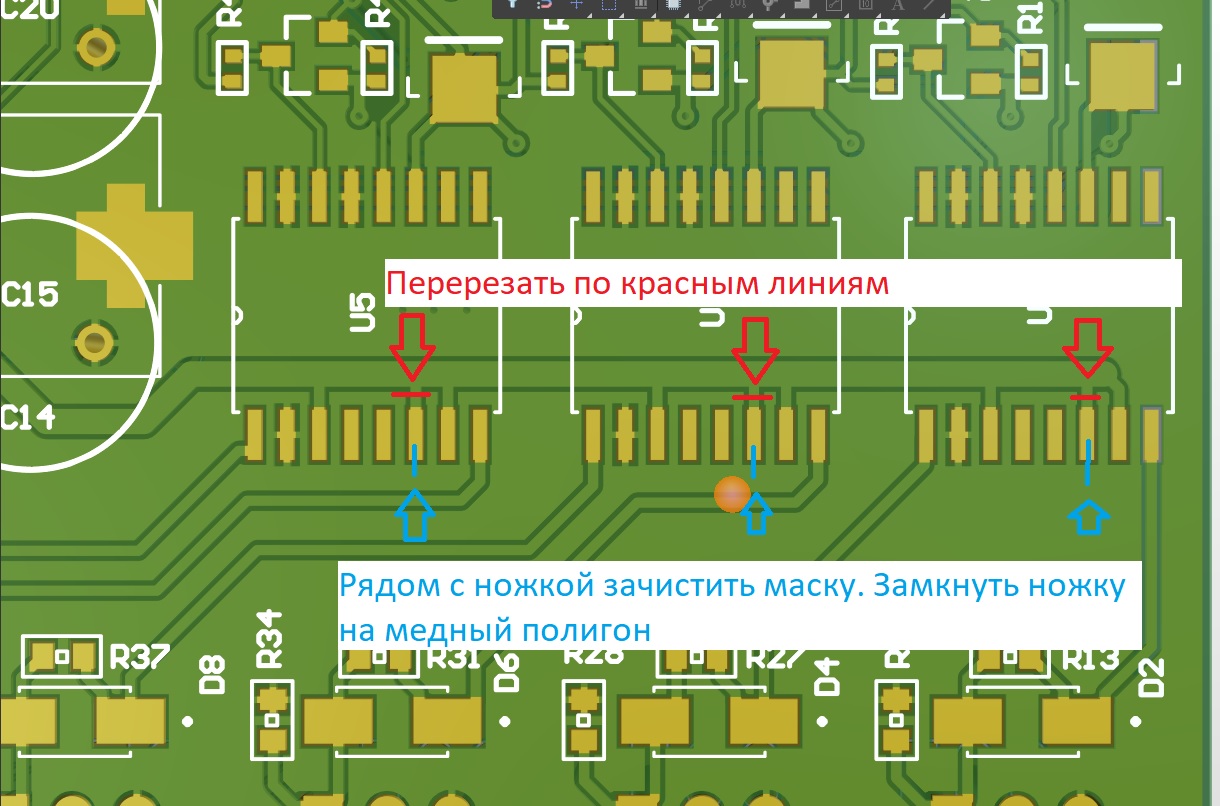 C20
Перерезать по красным линиям
C15
U5
C14
Рядом с ножкой зачистить маску. Замкнуть ножку
на медный полигон
R37
D8
R34
R31
D6
R28
R27
D4
R13
D2